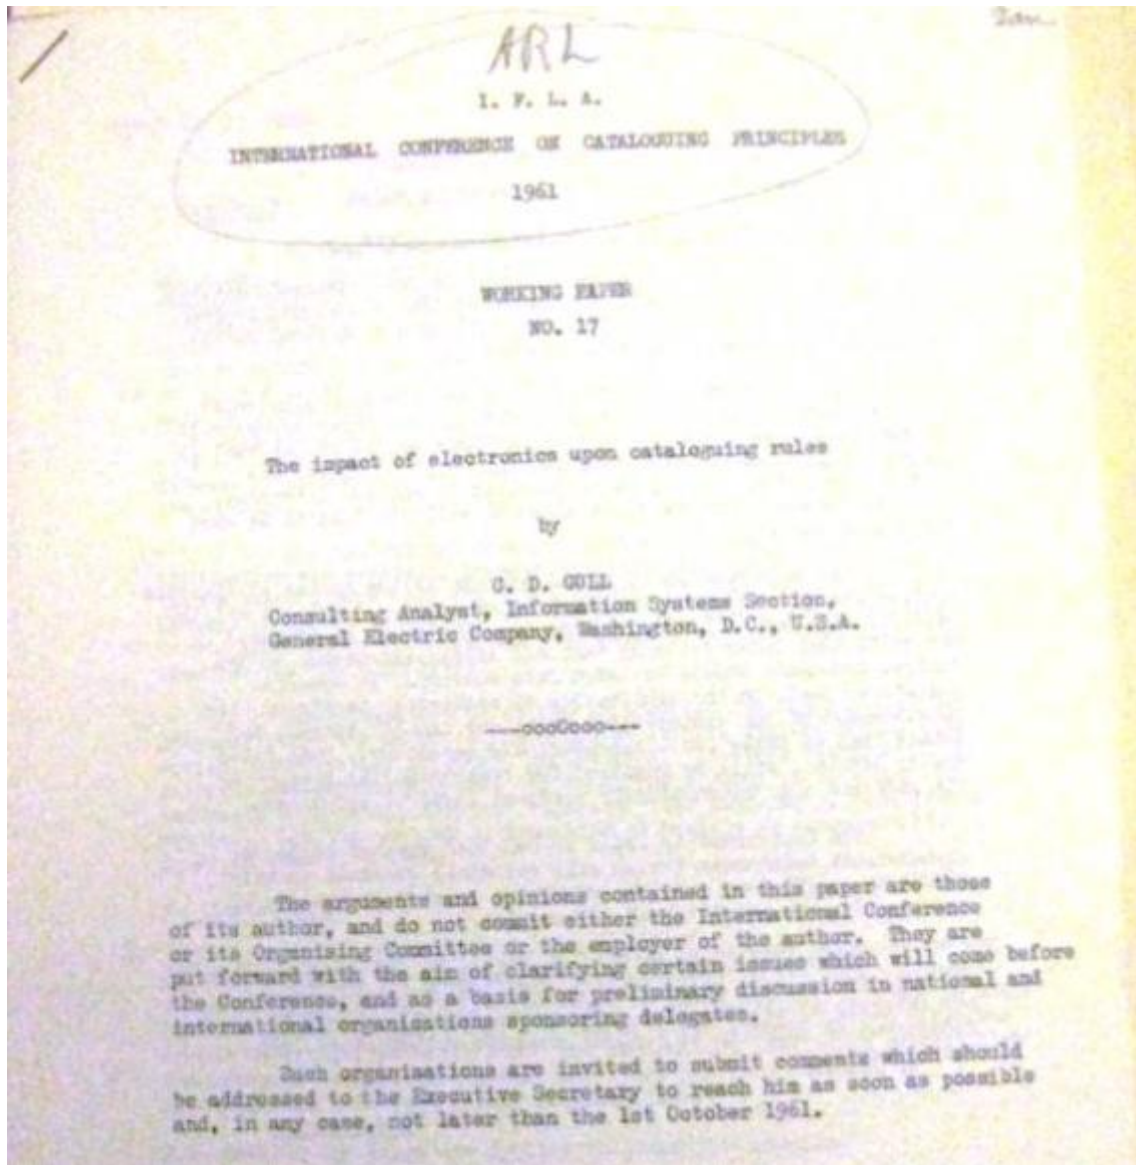 ARL
I. F. L. A.
INTERNATIONAL CONFERENCE ON CATALOGUING PRINCIPLES
1961
WORKING PAPER
NO. 17
The impact of electronics upon cataloguing rules
by
C. D. GULL
Consulting Analyst, Information Systems Section,
General Electric Company, Washington, D.C., U.S.A.
---oooOooo---
The arguments and opinions contained in this paper are those
of its author, and do not commit either the International Conference
or its Organising Committee or the employer of the author. They are
put forward with the aim of clarifying certain issues which will come before
the Conference, and as a basis for preliminary discussion in national and
international organisations sponsoring delegates.
Such organisations are invited to submit comments which should
be addressed to the Executive Secretary to reach him as soon as possible
and, in any case, not later than the 1st October 1961.